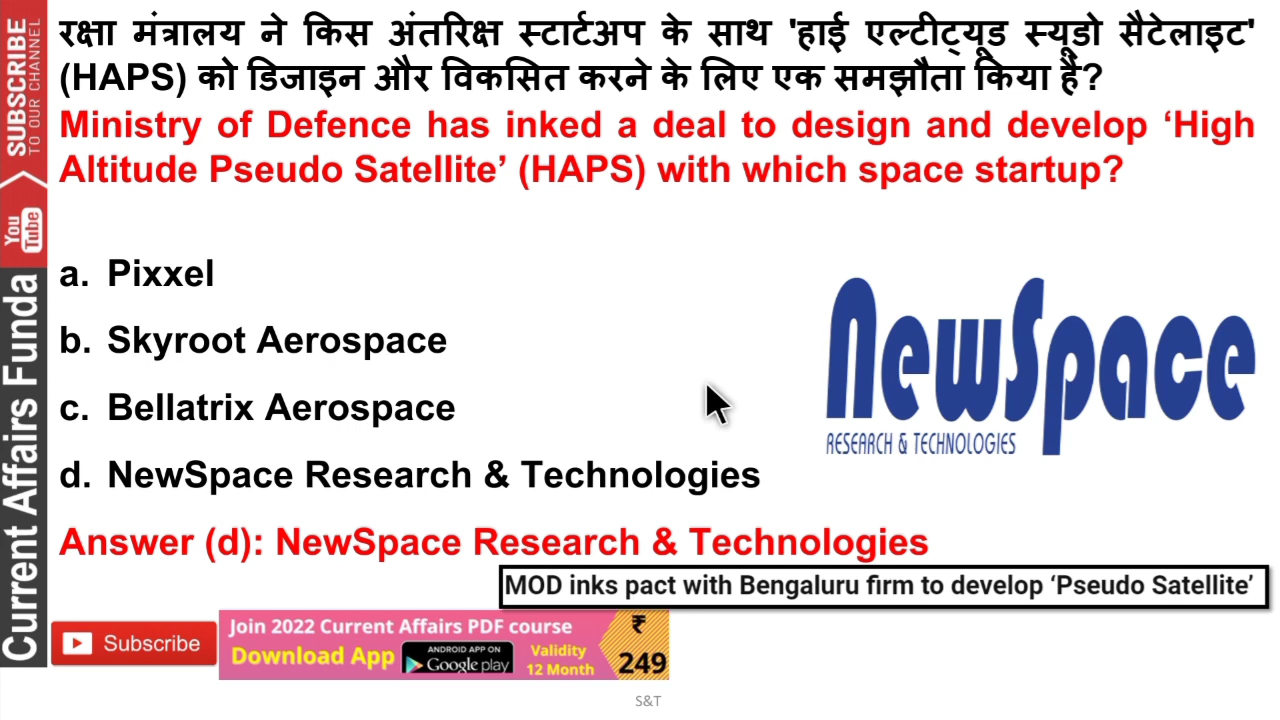 रक्षा मंत्रालय ने किस अंतरिक्ष स्टार्टअप के साथ 'हाई एल्टीट्यूड स्यूडो सैटेलाइट'
(HAPS) को डिजाइन और विकसित करने के लिए एक समझौता किया है?
Ministry of Defence has inked a deal to design and develop ‘High
Altitude Pseudo Satellite’ (HAPS) with which space startup?
a. Pixxel
b. Skyroot Aerospace
c. Bellatrix Aerospace
d. NewSpace Research & Technologies
Answer (d): NewSpace Research & Technologies
NewSpace
RESEARCH & TECHNOLOGIES
MOD inks pact with Bengaluru firm to develop ‘Pseudo Satellite’
SUBSCRIBE
TO OUR CHANNEL
You
Tube
Current Affairs Funda
Subscribe
Join 2022 Current Affairs PDF course
Download App
ANDROID APP ON
Google play
Validity
12 Month
₹
249
S&T